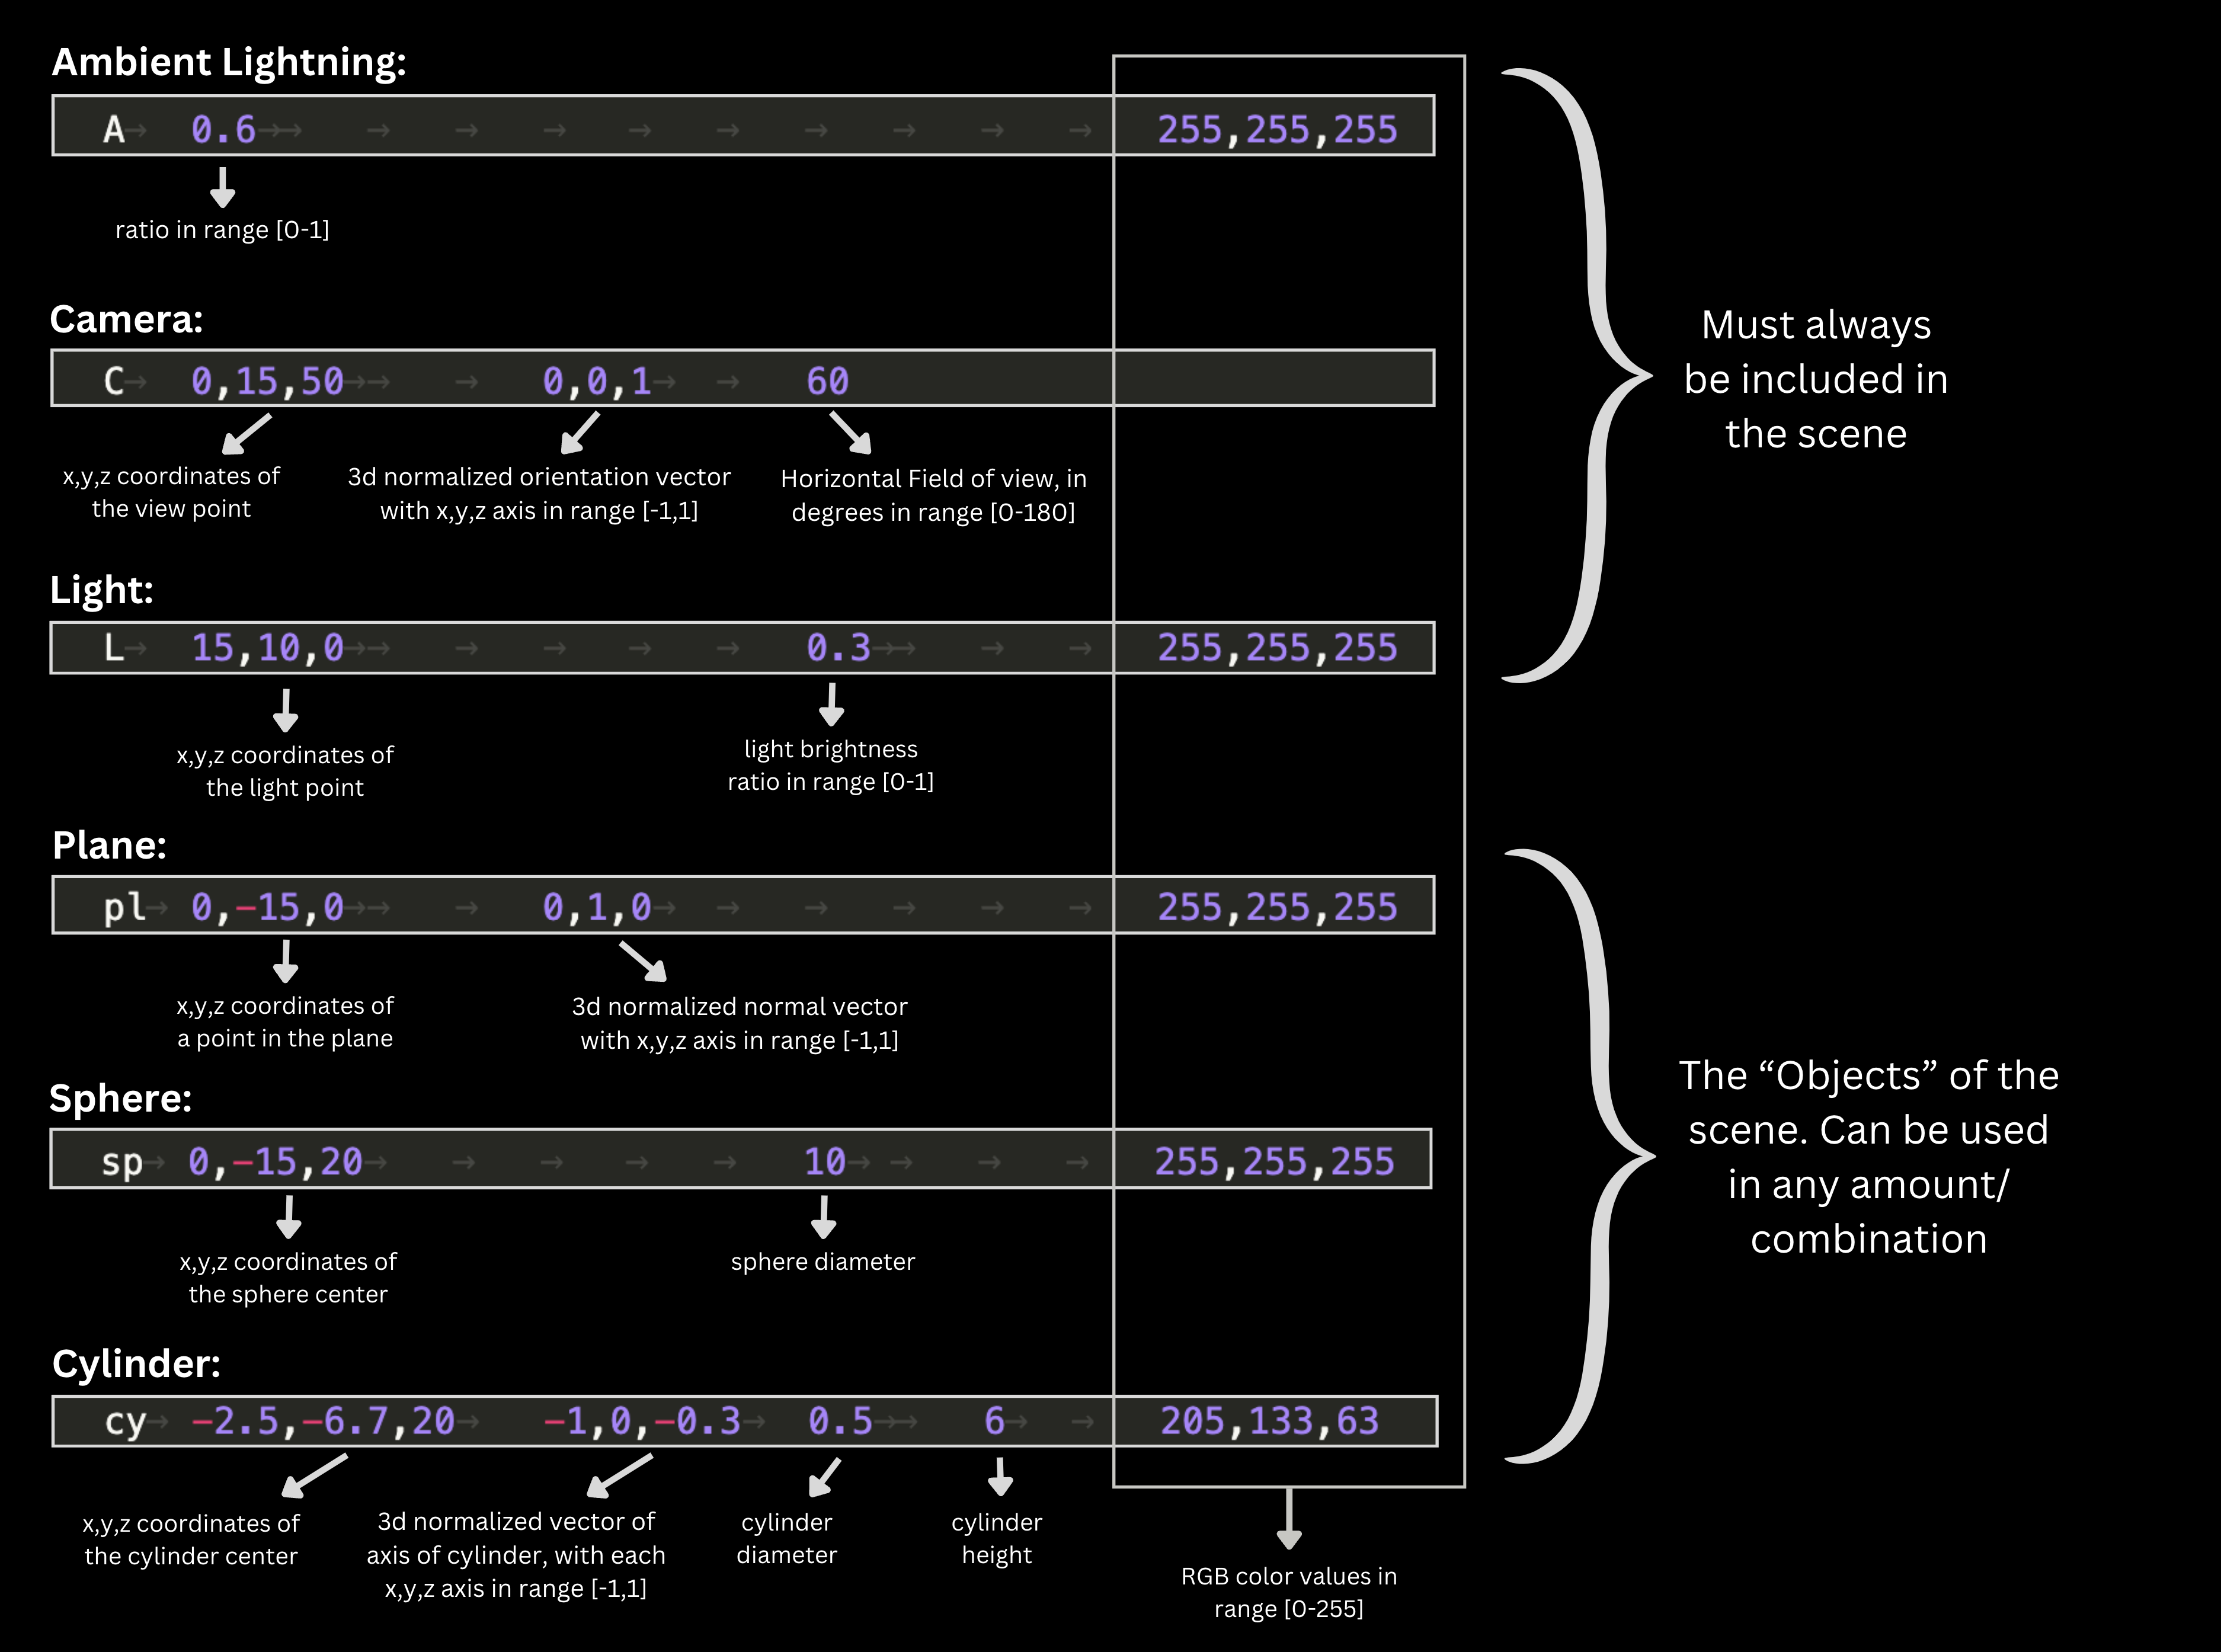 Ambient Lightning:
A→ 0.6→→ → → → → → → → → → 255,255,255
ratio in range [0-1]
Camera:
C→ 0,15,50→→ → 0,0,1→ → 60
x,y,z coordinates of
the view point
3d normalized orientation vector
with x,y,z axis in range [-1,1]
Horizontal Field of view, in
degrees in range [0-180]
Light:
L→ 15,10,0→→ → → → → 0.3→→ → → 255,255,255
x,y,z coordinates of
the light point
light brightness
ratio in range [0-1]
Must always
be included in
the scene
Plane:
pl→ 0,-15,0→→ → 0,1,0→ → → → → → 255,255,255
x,y,z coordinates of
a point in the plane
3d normalized normal vector
with x,y,z axis in range [-1,1]
Sphere:
sp→ 0,-15,20→ → → → → 10→ → → → 255,255,255
x,y,z coordinates of
the sphere center
sphere diameter
Cylinder:
cy→ -2.5,-6.7,20→ -1,0,-0.3→ 0.5→→ 6→ → 205,133,63
x,y,z coordinates of
the cylinder center
3d normalized vector of
axis of cylinder, with each
x,y,z axis in range [-1,1]
cylinder
diameter
cylinder
height
RGB color values in
range [0-255]
The “Objects” of the
scene. Can be used
in any amount/
combination